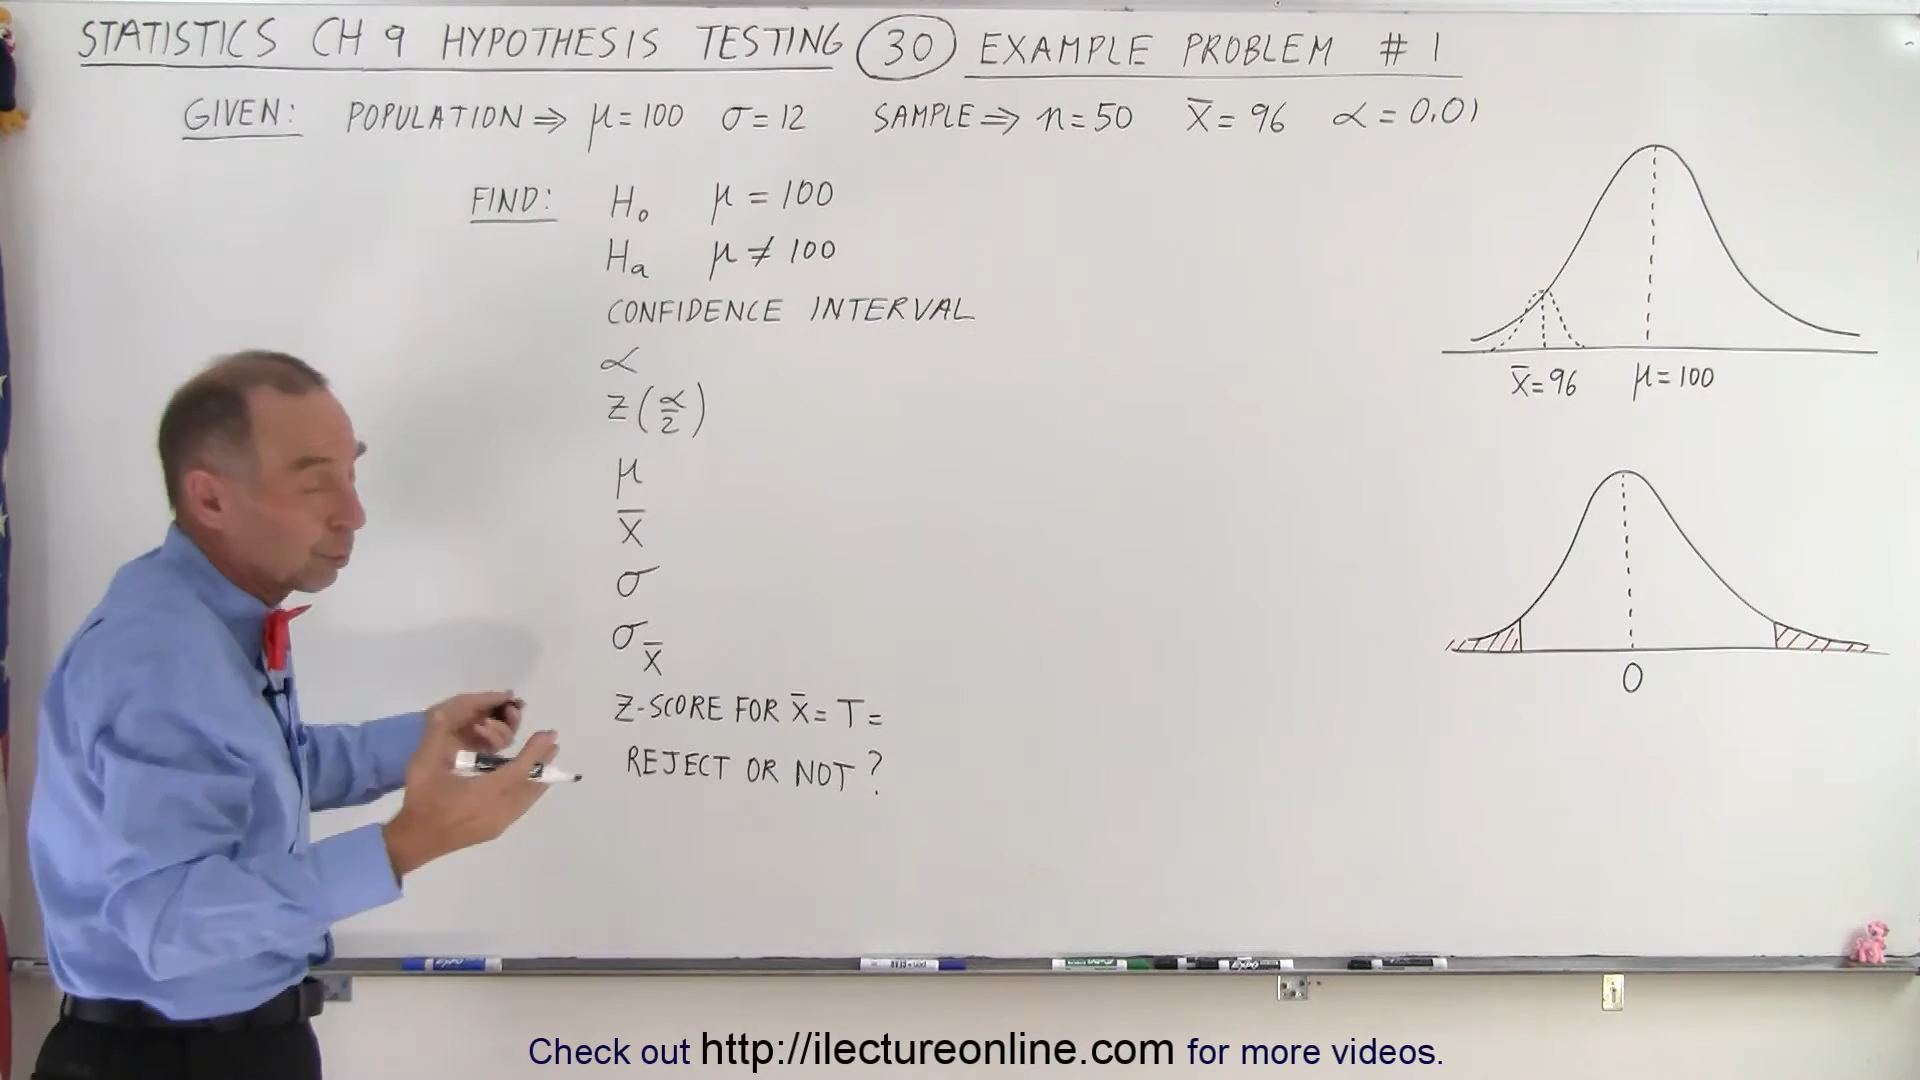 STATISTICS CH 9 HYPOTHESIS TESTING 30 EXAMPLE PROBLEM # 1
GIVEN: POPULATION ⇒ μ = 100 σ = 12 SAMPLE ⇒ n = 50 x̄ = 96 α = 0.01
FIND: H₀ μ = 100
Hₐ μ ≠ 100
CONFIDENCE INTERVAL
α
Z(α/2)
μ
x̄
σ
σ_x̄
Z-SCORE FOR x̄ = T =
REJECT OR NOT ?
x̄ = 96 μ = 100
0
Check out http://ilectureonline.com for more videos.